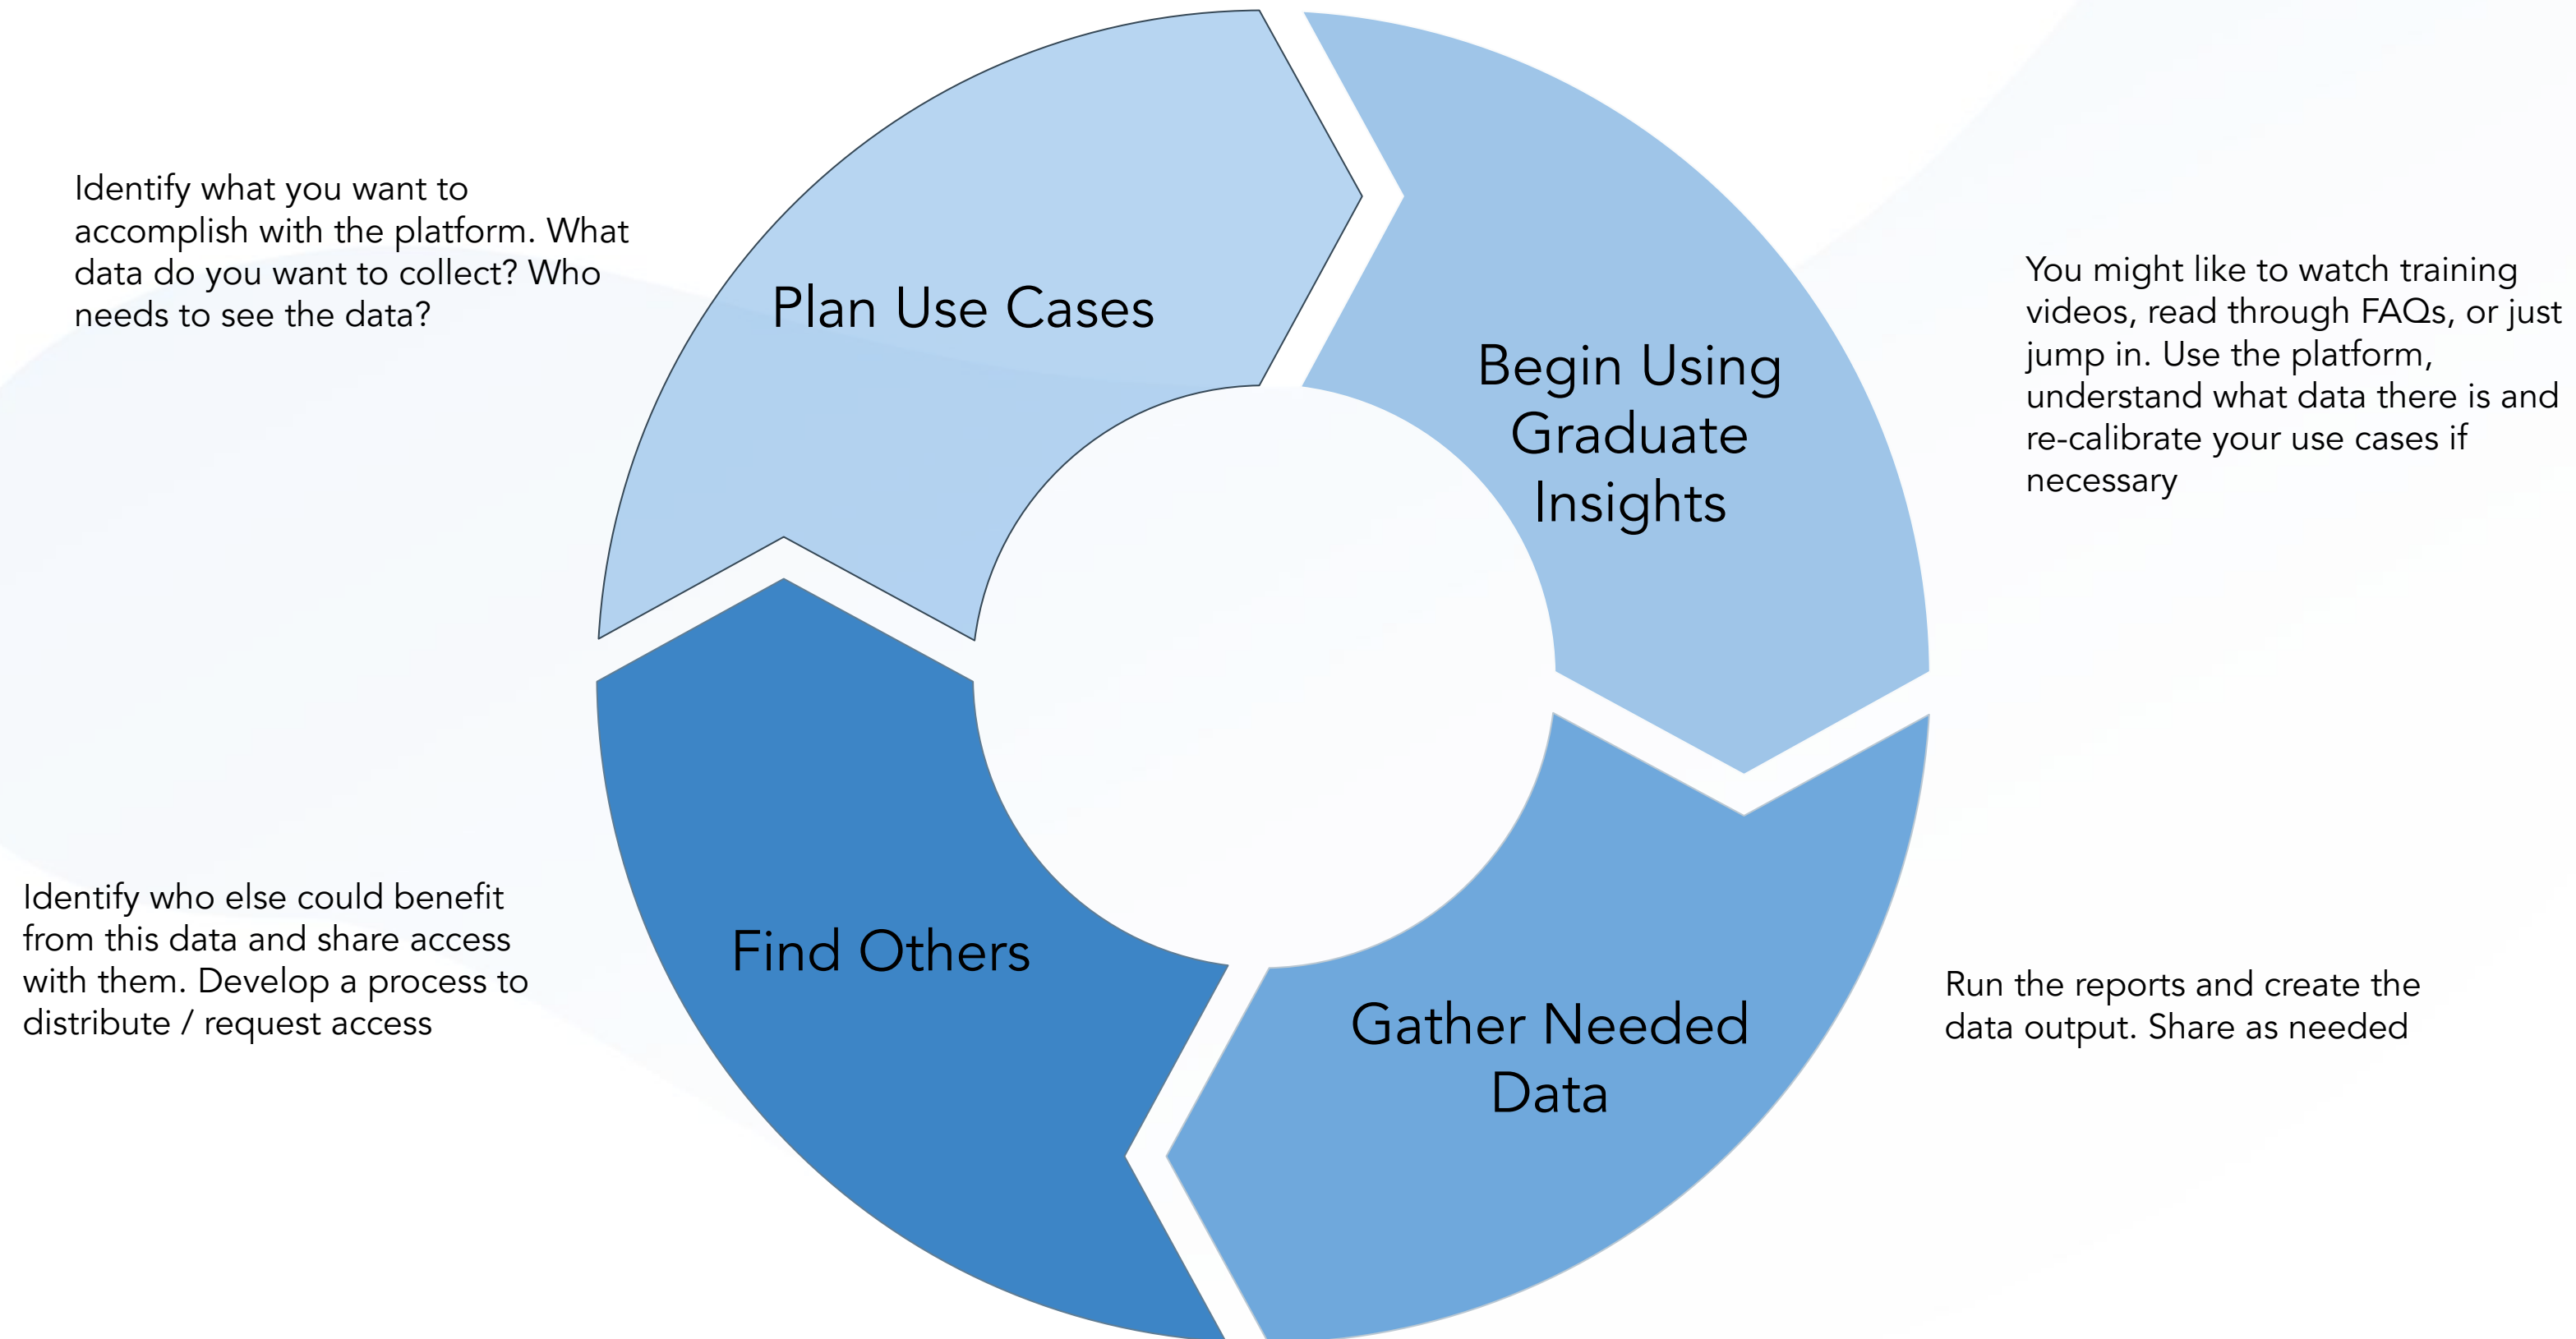 Identify what you want to
accomplish with the platform. What
data do you want to collect? Who
needs to see the data?
Plan Use Cases
Begin Using
Graduate
Insights
You might like to watch training
videos, read through FAQs, or just
jump in. Use the platform,
understand what data there is and
re-calibrate your use cases if
necessary
Gather Needed
Data
Run the reports and create the
data output. Share as needed
Find Others
Identify who else could benefit
from this data and share access
with them. Develop a process to
distribute / request access